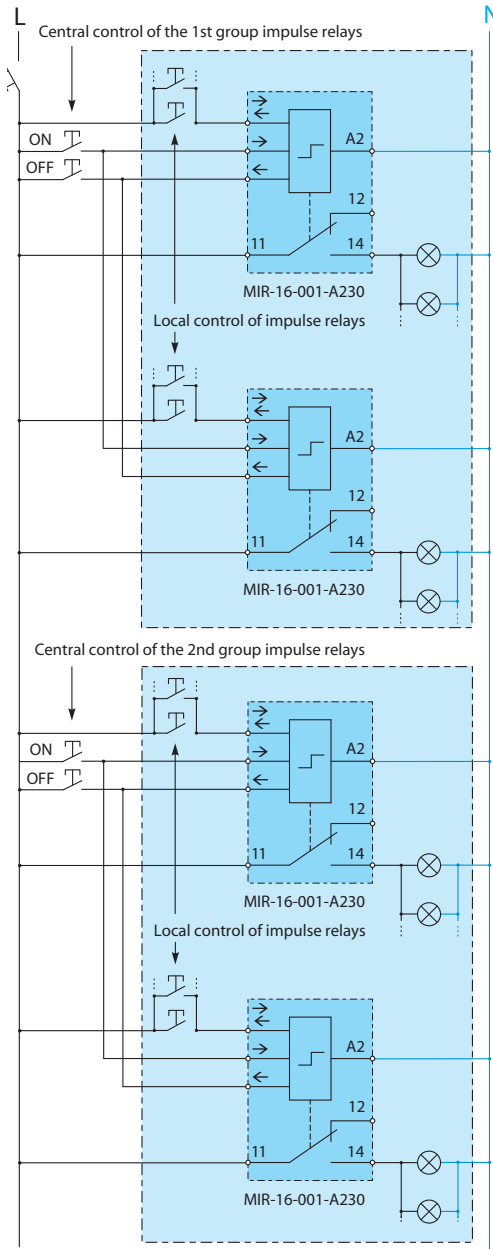 L
N
Central control of the 1st group impulse relays
ON
A2
OFF
12
11
14
MIR-16-001-A230
Local control of impulse relays
A2
12
11
14
MIR-16-001-A230
Central control of the 2nd group impulse relays
ON
A2
OFF
12
11
14
MIR-16-001-A230
Local control of impulse relays
A2
12
11
14
MIR-16-001-A230